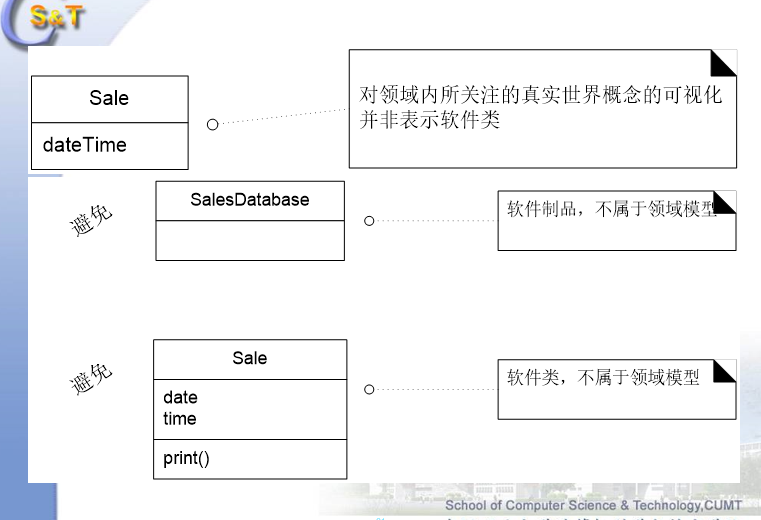 S&T
Sale
dateTime
对领域内所关注的真实世界概念的可视化
并非表示软件类
避免
SalesDatabase
软件制品，不属于领域模型
避免
Sale
date
time
print()
软件类，不属于领域模型
School of Computer Science & Technology,CUMT